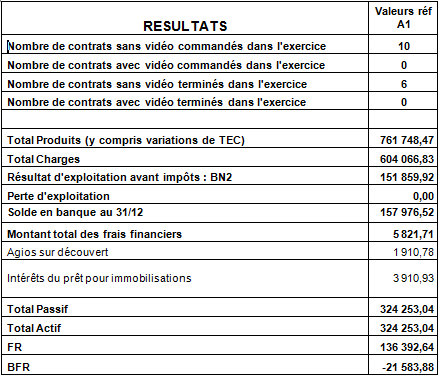 RESULTATS Valeurs réf A1
Nombre de contrats sans vidéo commandés dans l'exercice 10
Nombre de contrats avec vidéo commandés dans l'exercice 0
Nombre de contrats sans vidéo terminés dans l'exercice 6
Nombre de contrats avec vidéo terminés dans l'exercice 0
Total Produits (y compris variations de TEC) 761 748,47
Total Charges 604 066,83
Résultat d'exploitation avant impôts : BN2 151 859,92
Perte d'exploitation 0,00
Solde en banque au 31/12 157 976,52
Montant total des frais financiers 5 821,71
Agios sur découvert 1 910,78
Intérêts du prêt pour immobilisations 3 910,93
Total Passif 324 253,04
Total Actif 324 253,04
FR 136 392,64
BFR -21 583,88